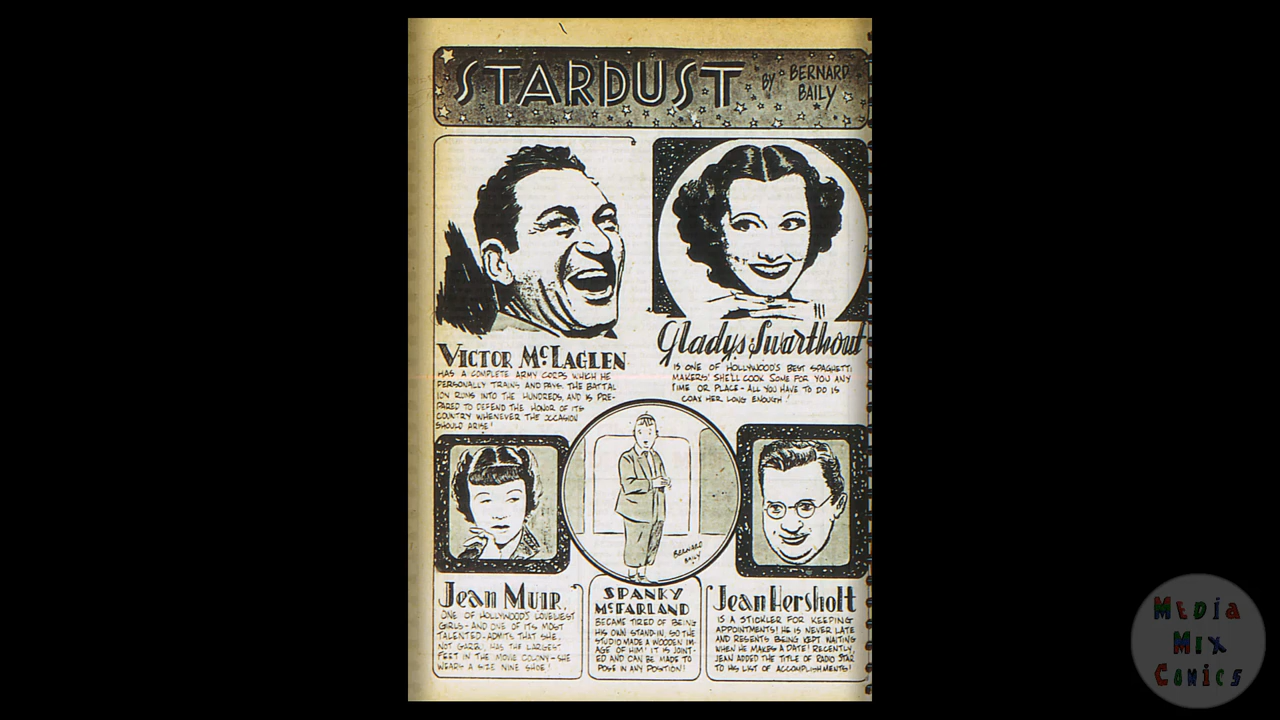 STARDUST
BY BERNARD
BAILY
VICTOR McLAGLEN
HAS A COMPLETE ARMY CORPS WHICH HE
PERSONALLY TRAINS AND PAYS. THE BATTAL
ION RUNS INTO THE HUNDREDS, AND IS PRE-
PARED TO DEFEND THE HONOR OF ITS
COUNTRY WHENEVER THE OCCASION
SHOULD ARISE!
Gladys Swarthout
IS ONE OF HOLLYWOOD'S BEST SPAGHETTI
MAKERS! SHE'LL COOK SOME FOR YOU ANY
TIME OR PLACE - ALL YOU HAVE TO DO IS
COAX HER LONG ENOUGH!
BERNARD
BAILY
Jean Muir.
ONE OF HOLLYWOOD'S LOVELIEST
GIRLS - AND ONE OF ITS MOST
TALENTED - ADMITS THAT SHE,
NOT GARBO, HAS THE LARGEST
FEET IN THE MOVIE COLONY - SHE
WEARS A SIZE NINE SHOE!
SPANKY
McFARLAND
BECAME TIRED OF BEING
HIS OWN STAND-IN, SO THE
STUDIO MADE A WOODEN IM-
AGE OF HIM! IT IS JOINT-
ED AND CAN BE MADE TO
POSE IN ANY POSITION!
Jean Hersholt
IS A STICKLER FOR KEEPING
APPOINTMENTS! HE IS NEVER LATE
AND RESENTS BEING KEPT WAITING
WHEN HE MAKES A DATE! RECENTLY,
JEAN ADDED THE TITLE OF RADIO STAR
TO HIS LIST OF ACCOMPLISHMENTS!
MEDiA
MiX
COMiCS